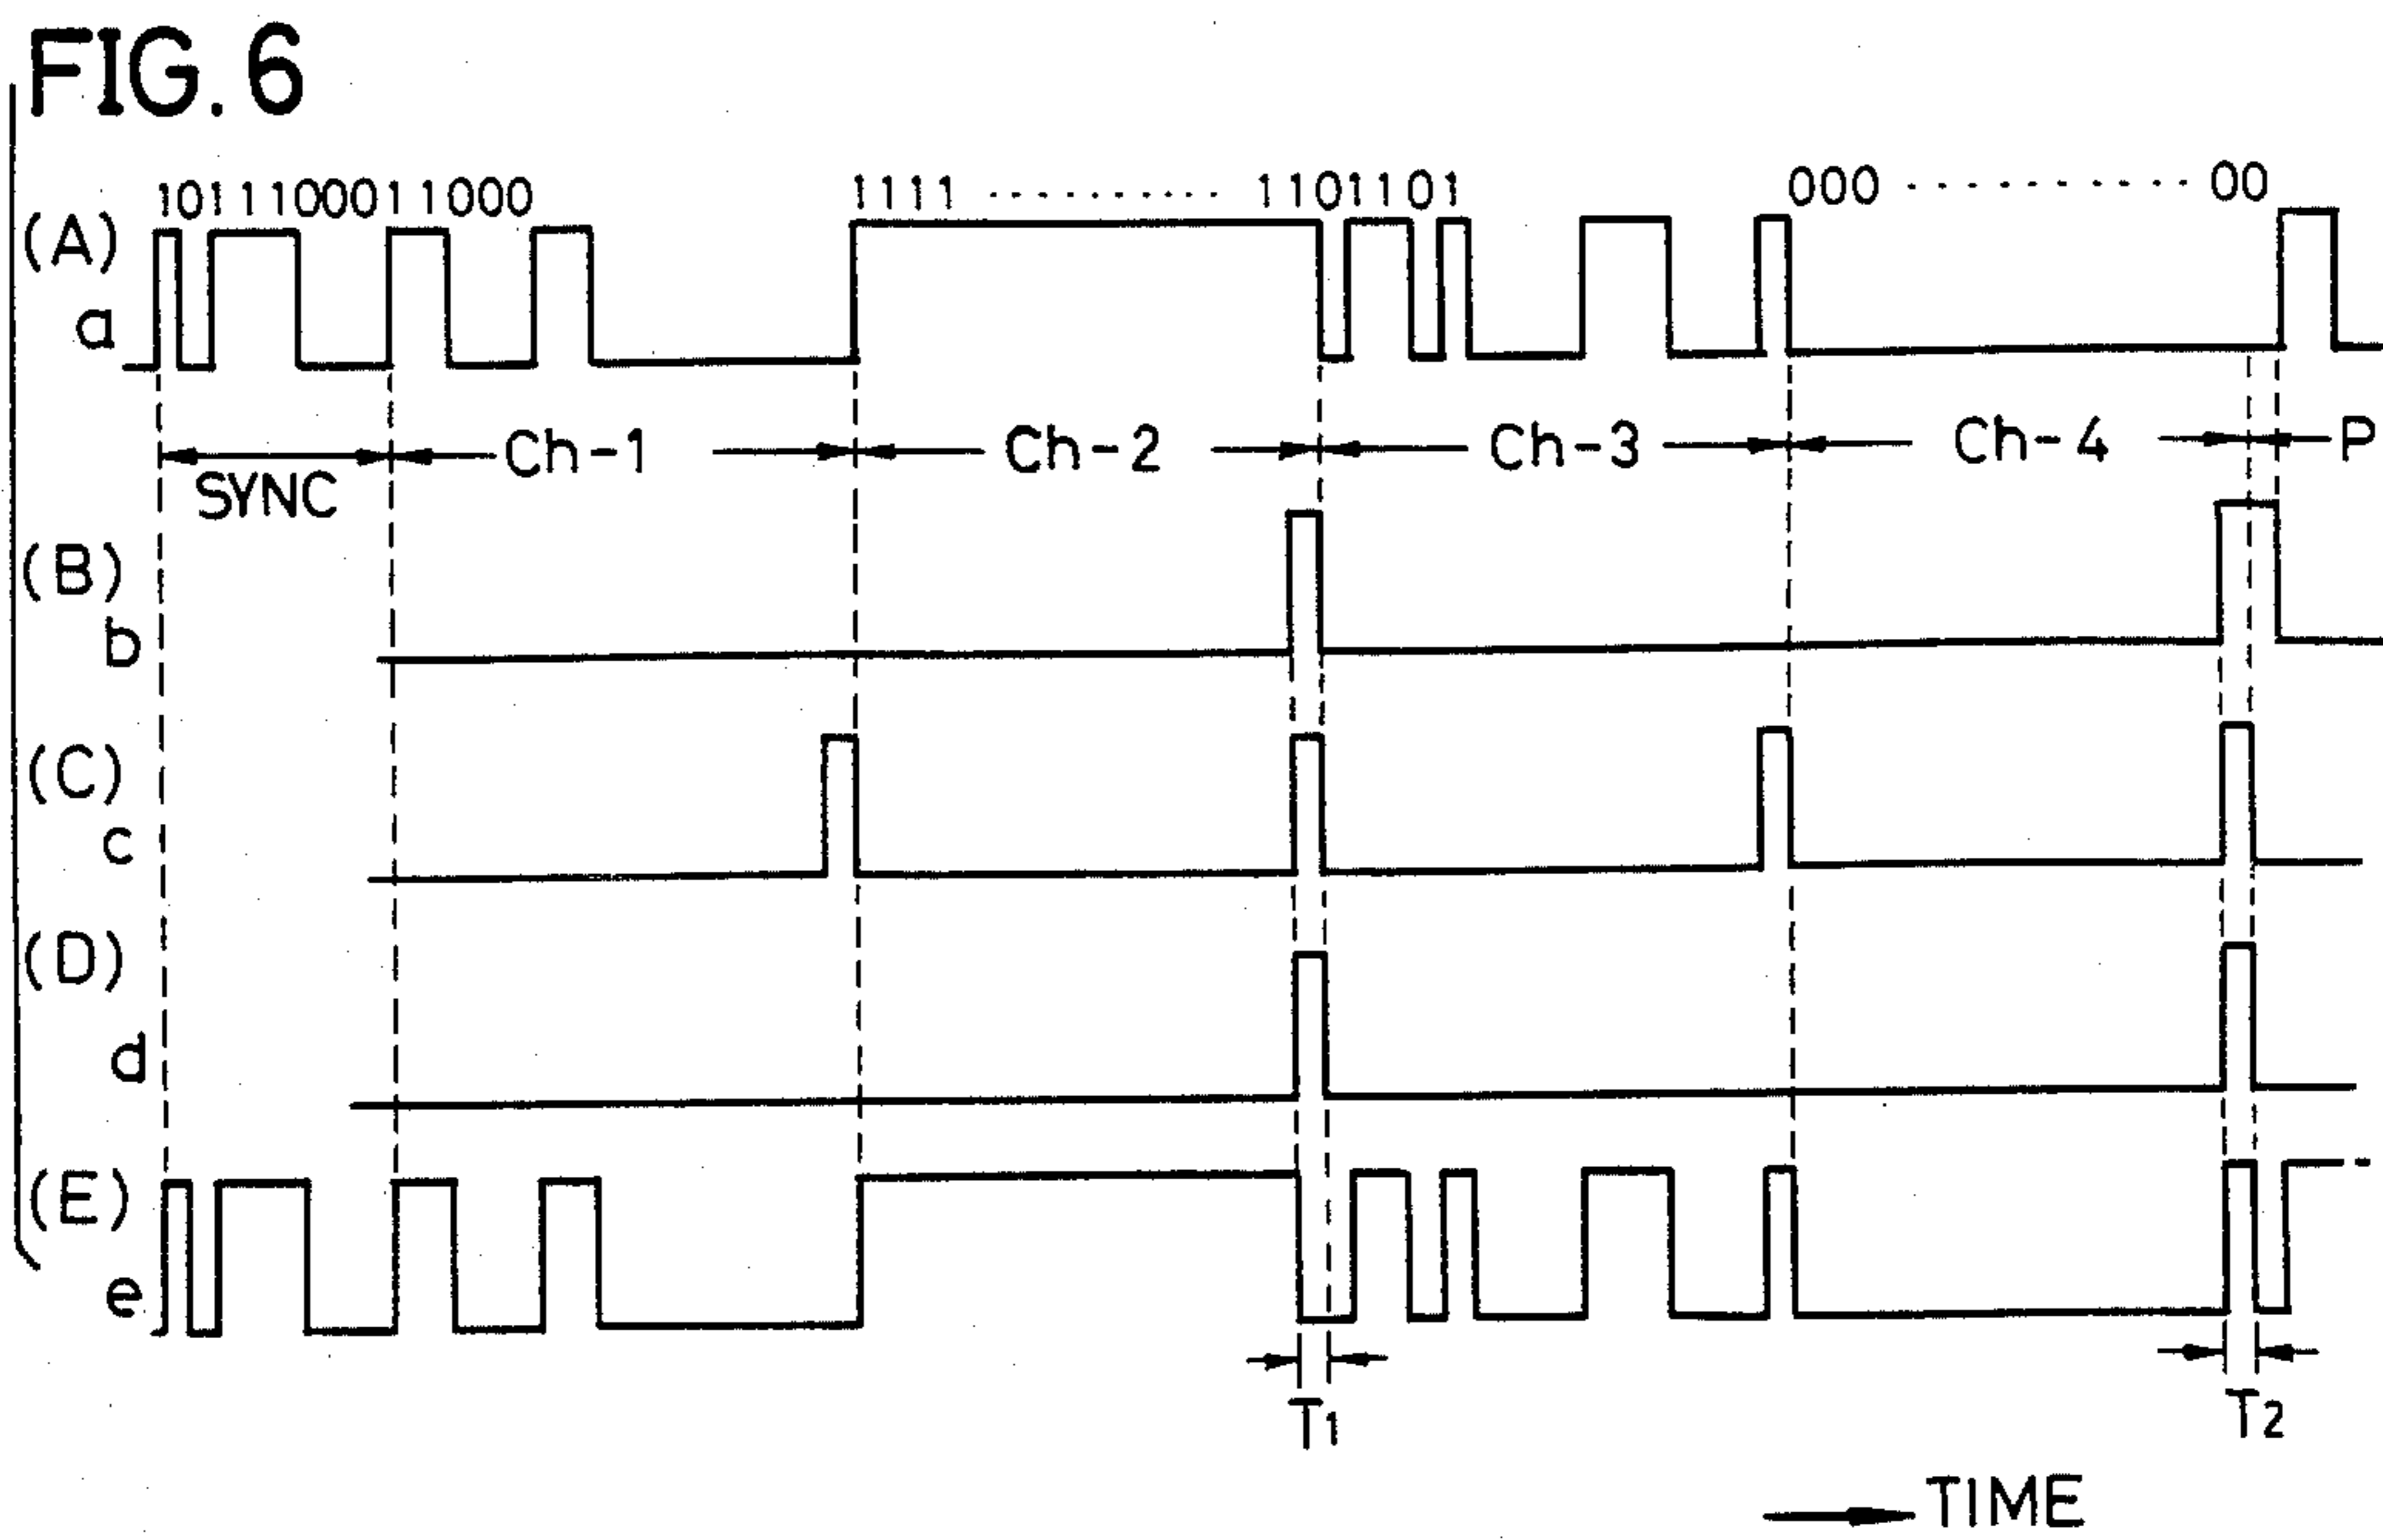 FIG. 6
1011100011000 1111 ·········· 1101101 000 ·········· 00
(A)
a
SYNC Ch-1 Ch-2 Ch-3 Ch-4 P
(B)
b
(C)
c
(D)
d
(E)
e
T1 T2
TIME